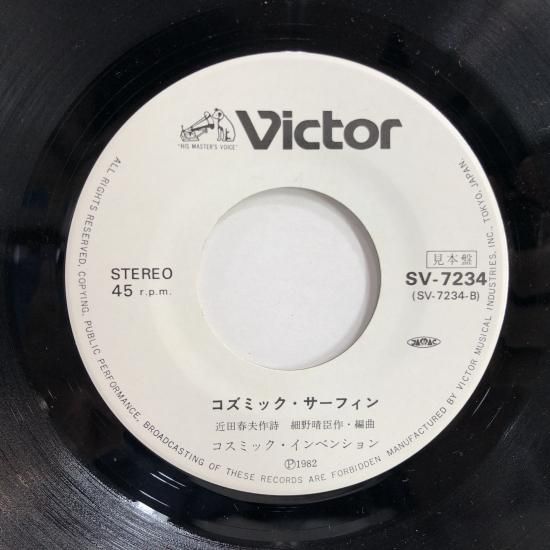 Victor
"HIS MASTER'S VOICE"
STEREO
45 r.p.m.
見本盤
SV-7234
(SV-7234-B)
JASRAC
コズミック・サーフィン
近田春夫作詩 細野晴臣作・編曲
コスミック・インベンション
Ⓟ1982
ALL RIGHTS RESERVED. COPYING, PUBLIC PERFORMANCE, BROADCASTING OF THESE RECORDS ARE FORBIDDEN MANUFACTURED BY VICTOR MUSICAL INDUSTRIES, INC., TOKYO, JAPAN.